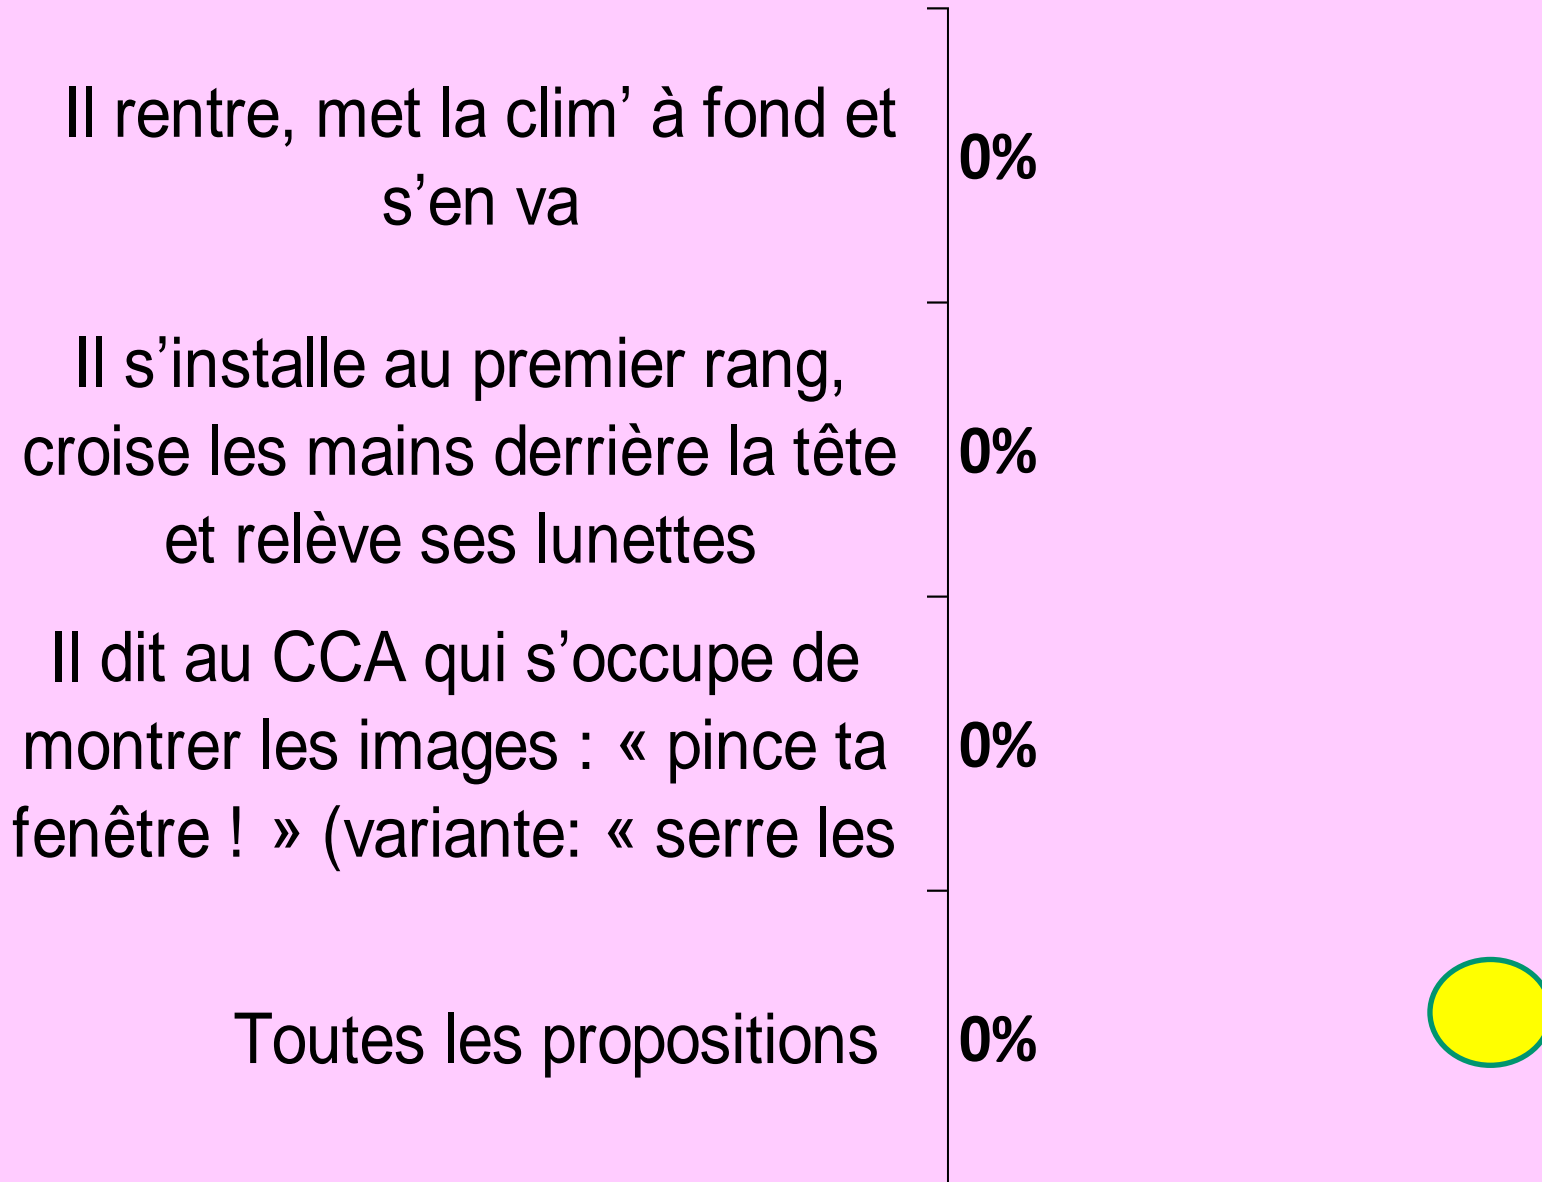 Il rentre, met la clim’ à fond et
s’en va
0%
Il s’installe au premier rang,
croise les mains derrière la tête
et relève ses lunettes
0%
Il dit au CCA qui s’occupe de
montrer les images : « pince ta
fenêtre ! » (variante: « serre les
0%
Toutes les propositions
0%